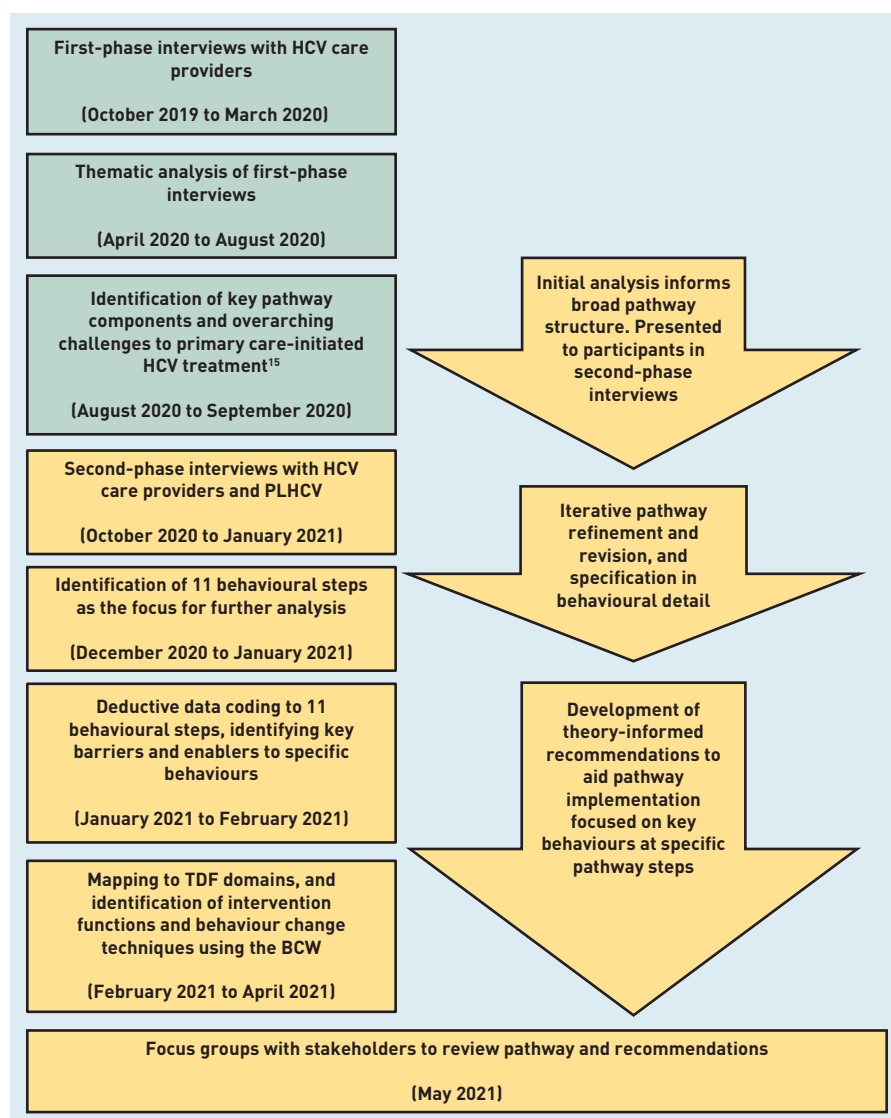 First-phase interviews with HCV care
providers
(October 2019 to March 2020)
Thematic analysis of first-phase
interviews
(April 2020 to August 2020)
Identification of key pathway
components and overarching
challenges to primary care-initiated
HCV treatment¹⁵
(August 2020 to September 2020)
Initial analysis informs
broad pathway
structure. Presented
to participants in
second-phase
interviews
Second-phase interviews with HCV
care providers and PLHCV
(October 2020 to January 2021)
Iterative pathway
refinement and
revision, and
specification in
behavioural detail
Identification of 11 behavioural steps
as the focus for further analysis
(December 2020 to January 2021)
Deductive data coding to 11
behavioural steps, identifying key
barriers and enablers to specific
behaviours
(January 2021 to February 2021)
Development of
theory-informed
recommendations to
aid pathway
implementation
focused on key
behaviours at specific
pathway steps
Mapping to TDF domains, and
identification of intervention
functions and behaviour change
techniques using the BCW
(February 2021 to April 2021)
Focus groups with stakeholders to review pathway and recommendations
(May 2021)